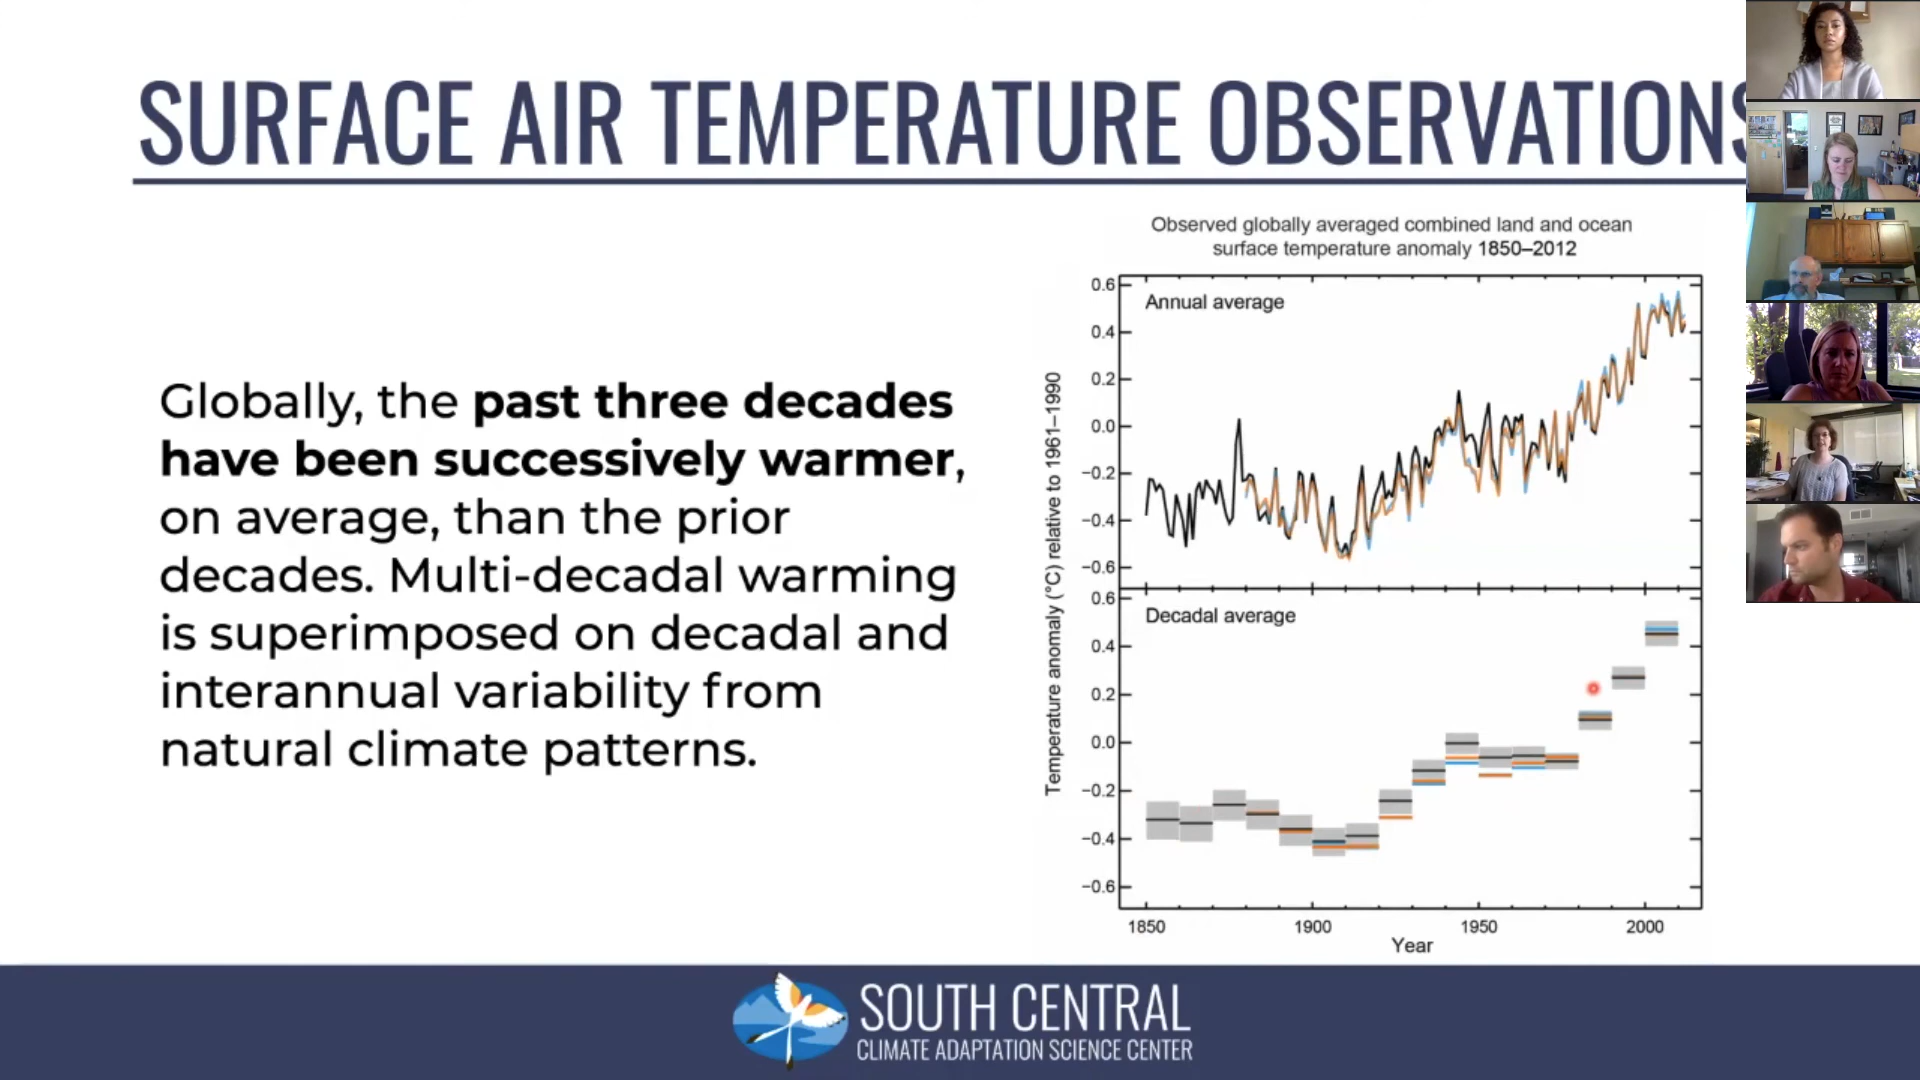 SURFACE AIR TEMPERATURE OBSERVATIONS
Globally, the past three decades
have been successively warmer,
on average, than the prior
decades. Multi-decadal warming
is superimposed on decadal and
interannual variability from
natural climate patterns.
Observed globally averaged combined land and ocean
surface temperature anomaly 1850–2012
Temperature anomaly (°C) relative to 1961–1990
Annual average
0.6
0.4
0.2
0.0
−0.2
−0.4
−0.6
Decadal average
0.6
0.4
0.2
0.0
−0.2
−0.4
−0.6
1850
1900
1950
2000
Year
SOUTH CENTRAL
CLIMATE ADAPTATION SCIENCE CENTER